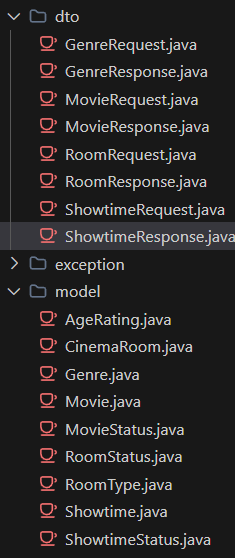 dto
GenreRequest.java
GenreResponse.java
MovieRequest.java
MovieResponse.java
RoomRequest.java
RoomResponse.java
ShowtimeRequest.java
ShowtimeResponse.java
exception
model
AgeRating.java
CinemaRoom.java
Genre.java
Movie.java
MovieStatus.java
RoomStatus.java
RoomType.java
Showtime.java
ShowtimeStatus.java